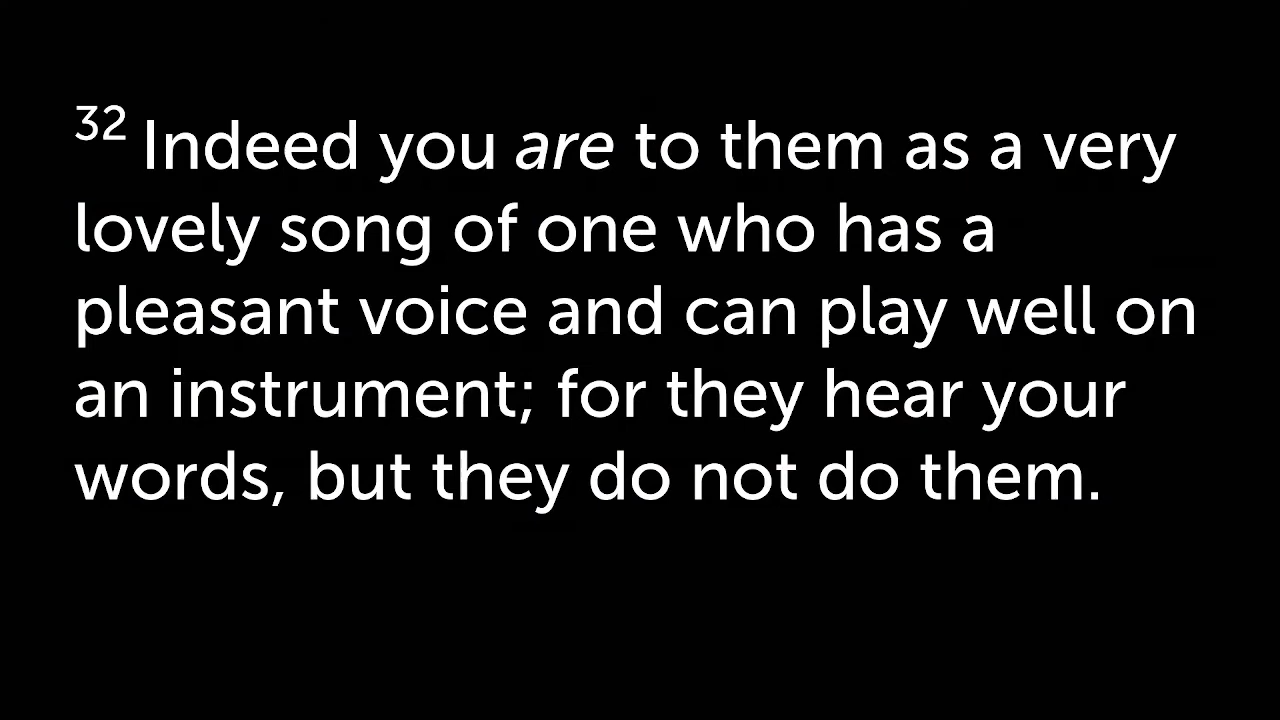 32 Indeed you are to them as a very
lovely song of one who has a
pleasant voice and can play well on
an instrument; for they hear your
words, but they do not do them.